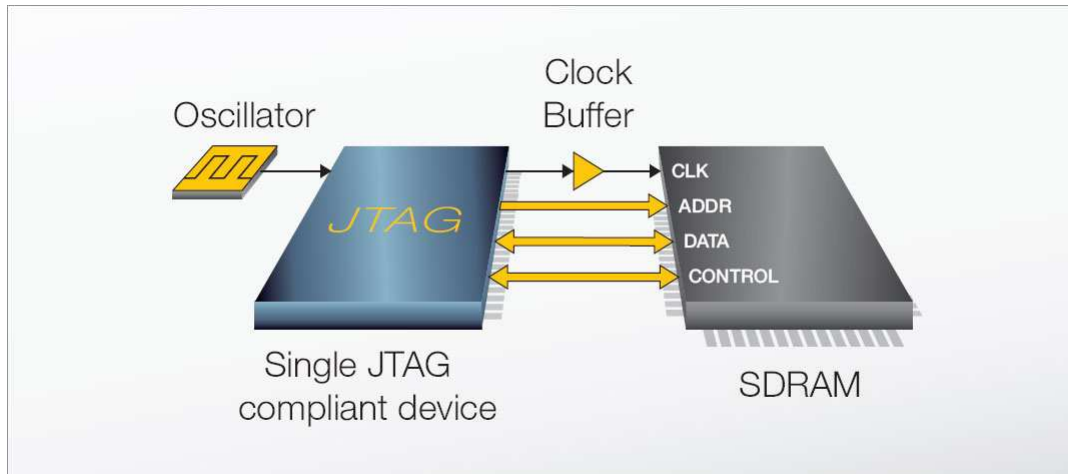 Oscillator
Clock
Buffer
JTAG
CLK
ADDR
DATA
CONTROL
Single JTAG
compliant device
SDRAM